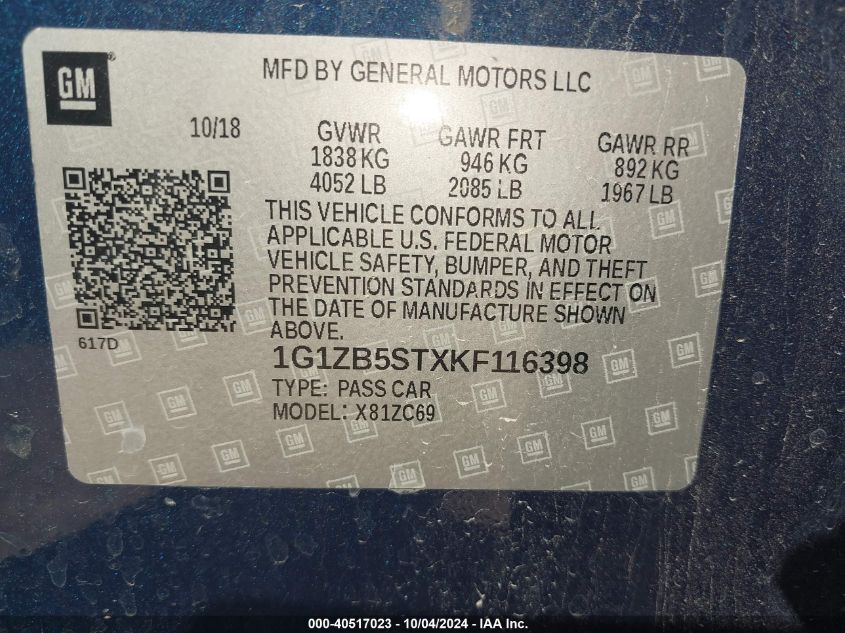 GM
MFD BY GENERAL MOTORS LLC
10/18
GVWR GAWR FRT GAWR RR
1838 KG 946 KG 892 KG
4052 LB 2085 LB 1967 LB
THIS VEHICLE CONFORMS TO ALL
APPLICABLE U.S. FEDERAL MOTOR
VEHICLE SAFETY, BUMPER, AND THEFT
PREVENTION STANDARDS IN EFFECT ON
THE DATE OF MANUFACTURE SHOWN
ABOVE.
617D
1G1ZB5STXKF116398
TYPE: PASS CAR
MODEL: X81ZC69
000-40517023 - 10/04/2024 - IAA Inc.